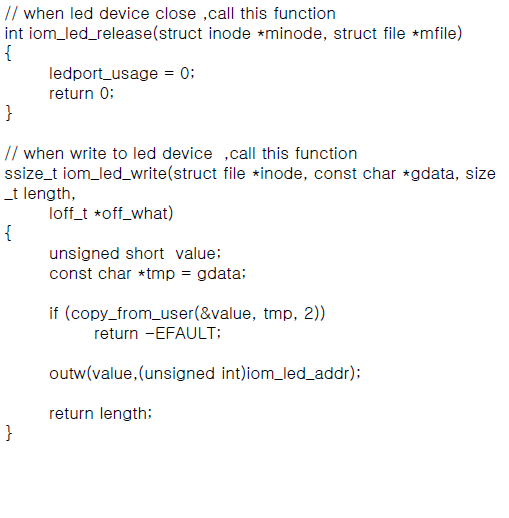 // when led device close ,call this function
int iom_led_release(struct inode *minode, struct file *mfile)
{
ledport_usage = 0;
return 0;
}
// when write to led device  ,call this function
ssize_t iom_led_write(struct file *inode, const char *gdata, size
_t length,
loff_t *off_what)
{
unsigned short  value;
const char *tmp = gdata;
if (copy_from_user(&value, tmp, 2))
return -EFAULT;
outw(value,(unsigned int)iom_led_addr);
return length;
}